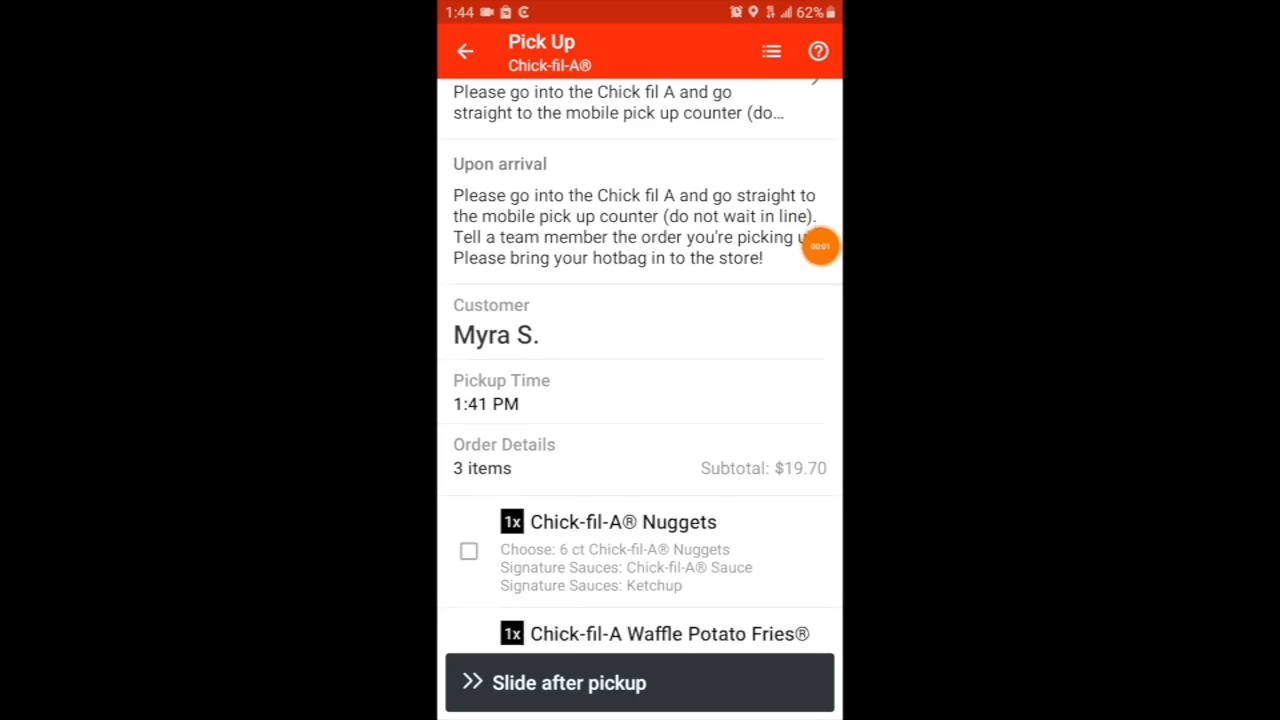 1:44 62%
Pick Up
Chick-fil-A®
Please go into the Chick fil A and go
straight to the mobile pick up counter (do...
Upon arrival
Please go into the Chick fil A and go straight to
the mobile pick up counter (do not wait in line).
Tell a team member the order you're picking
Please bring your hotbag in to the store!
00:01
Customer
Myra S.
Pickup Time
1:41 PM
Order Details
3 items Subtotal: $19.70
1x Chick-fil-A® Nuggets
Choose: 6 ct Chick-fil-A® Nuggets
Signature Sauces: Chick-fil-A® Sauce
Signature Sauces: Ketchup
1x Chick-fil-A Waffle Potato Fries®
Slide after pickup